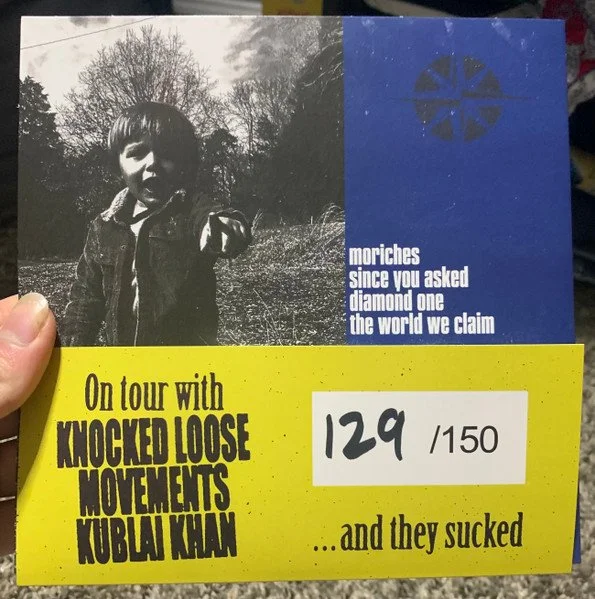 moriches
since you asked
diamond one
the world we claim
On tour with
KNOCKED LOOSE
MOVEMENTS
KUBLAI KHAN
129 /150
...and they sucked